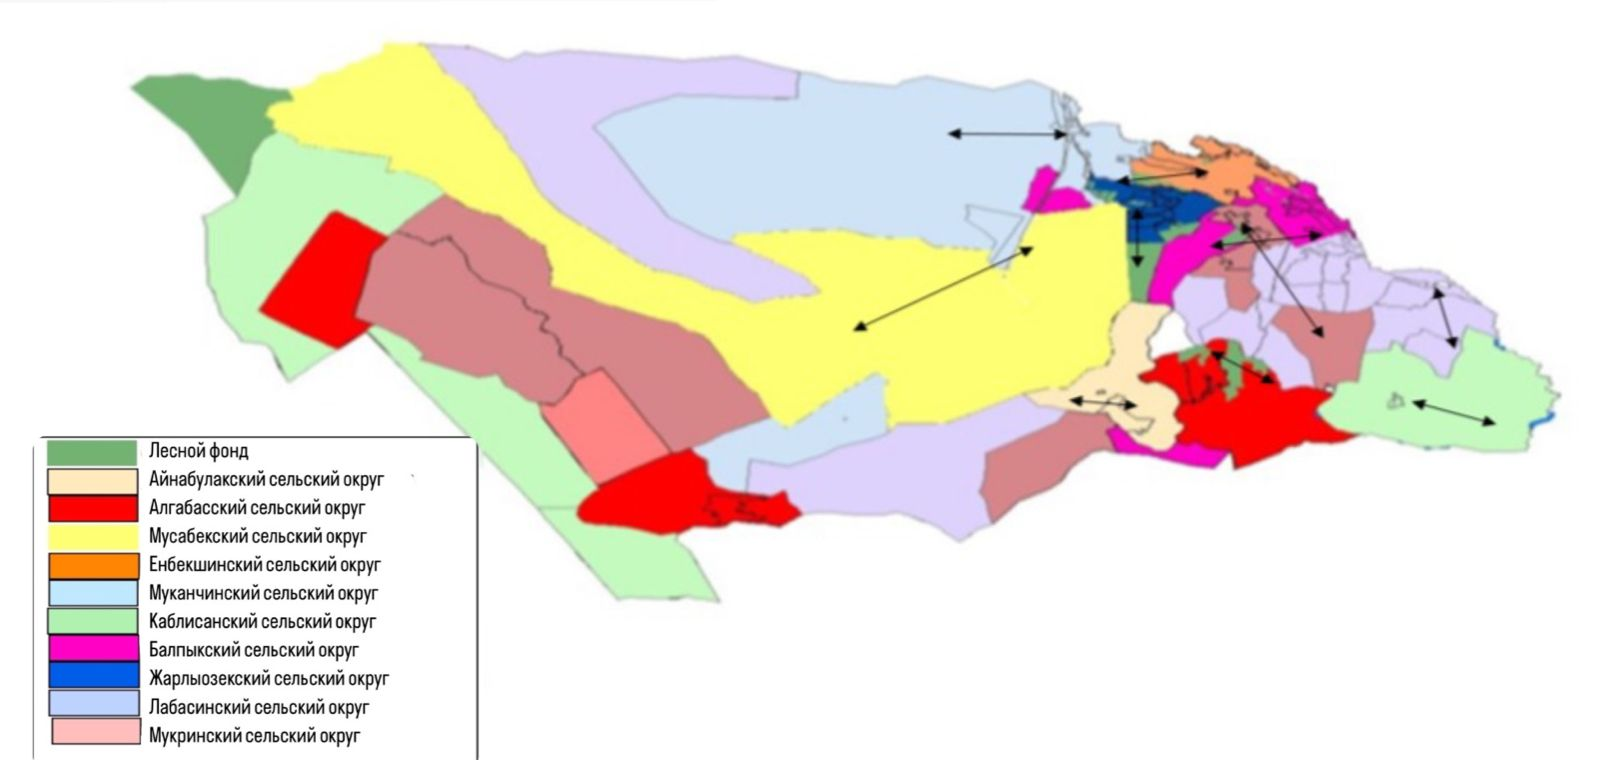 Лесной фонд
Айнабулакский сельский округ
Алгабасский сельский округ
Мусабекский сельский округ
Енбекшинский сельский округ
Муканчинский сельский округ
Каблисанский сельский округ
Балпыкский сельский округ
Жарлыозекский сельский округ
Лабасинский сельский округ
Мукринский сельский округ